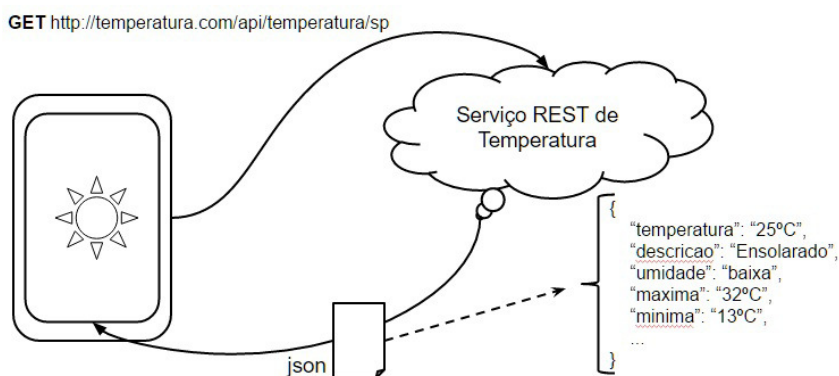 GET http://temperatura.com/api/temperatura/sp
Serviço REST de
Temperatura
{
"temperatura": "25ºC",
"descricao": "Ensolarado",
"umidade": "baixa",
"maxima": "32ºC",
"minima": "13ºC",
...
}
json